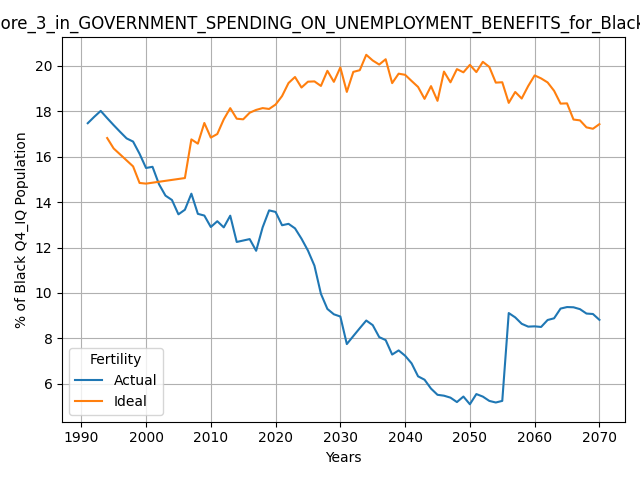 ore_3_in_GOVERNMENT_SPENDING_ON_UNEMPLOYMENT_BENEFITS_for_Black
% of Black Q4_IQ Population
20
18
16
14
12
10
8
6
Fertility
Actual
Ideal
1990 2000 2010 2020 2030 2040 2050 2060 2070
Years